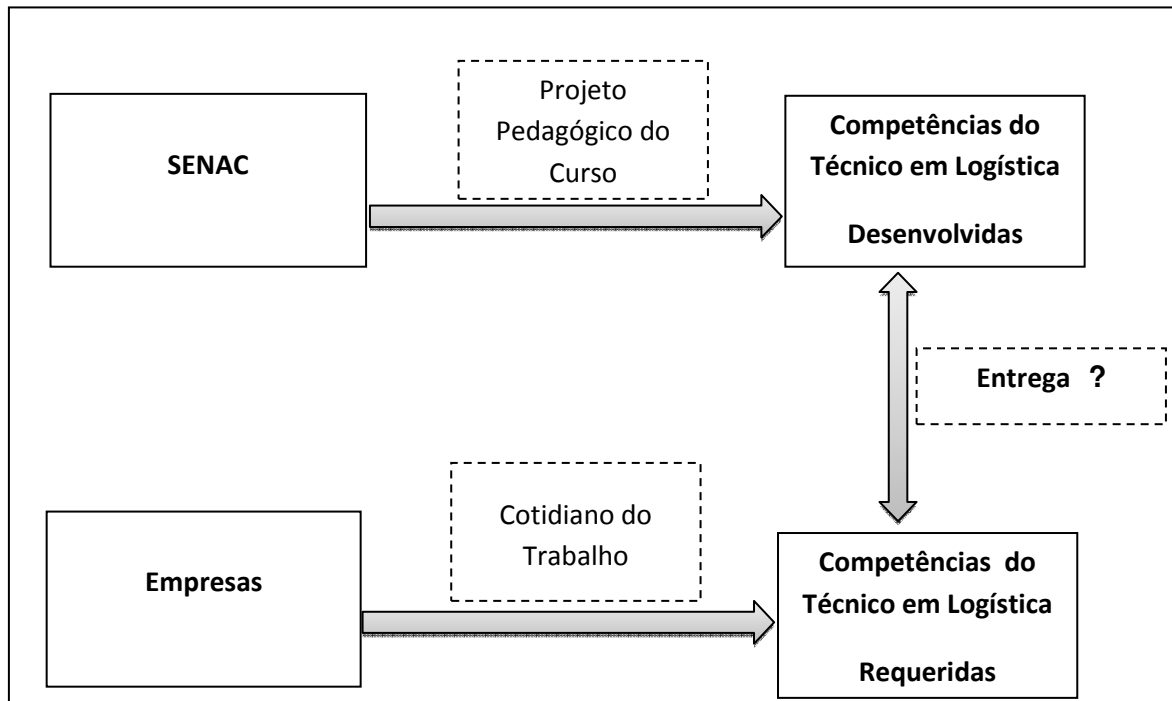 SENAC
Projeto
Pedagógico do
Curso
Competências do
Técnico em Logística
Desenvolvidas
Entrega ?
Empresas
Cotidiano do
Trabalho
Competências do
Técnico em Logística
Requeridas